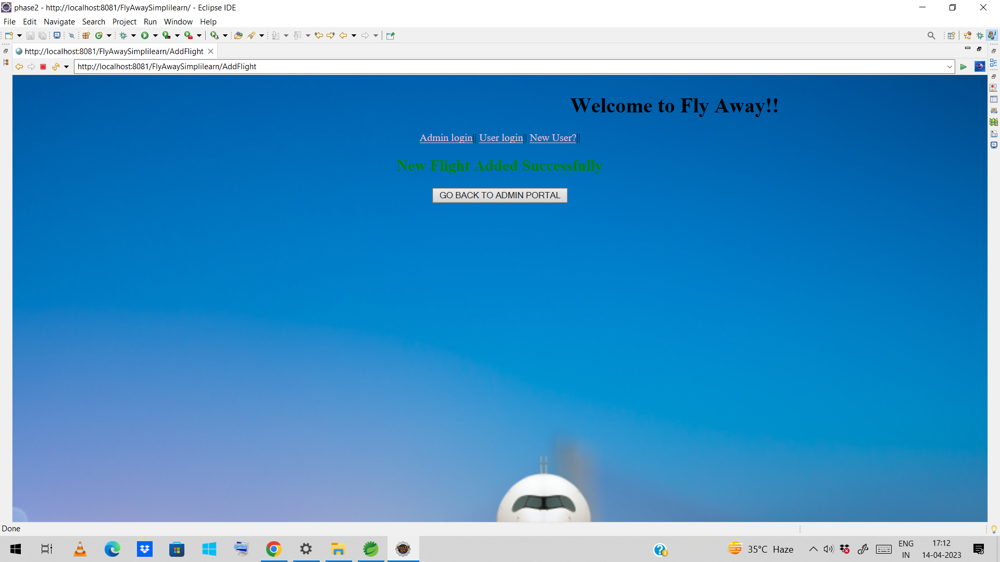 phase2 - http://localhost:8081/FlyAwaySimplilearn/ - Eclipse IDE
File Edit Navigate Search Project Run Window Help
http://localhost:8081/FlyAwaySimplilearn/AddFlight
http://localhost:8081/FlyAwaySimplilearn/AddFlight
Welcome to Fly Away!!
Admin login|| User login|| New User?||
New Flight Added Successfully
GO BACK TO ADMIN PORTAL
Done
35°C Haze
ENG
IN
17:12
14-04-2023